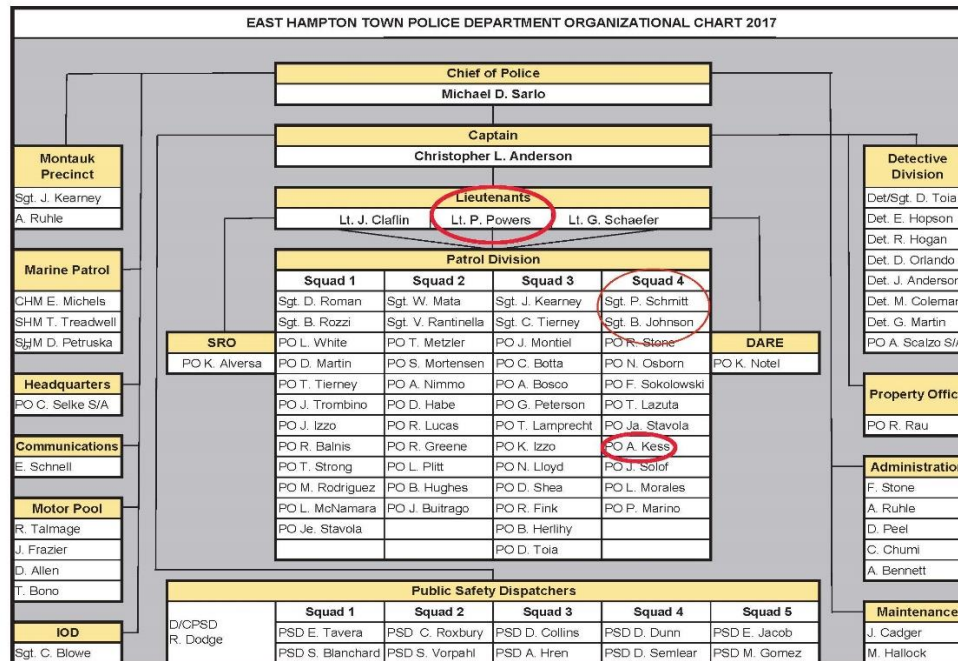 EAST HAMPTON TOWN POLICE DEPARTMENT ORGANIZATIONAL CHART 2017
Chief of Police
Michael D. Sarlo
Captain
Christopher L. Anderson
Lieutenants
Lt. J. Claflin Lt. P. Powers Lt. G. Schaefer
Montauk
Precinct
Sgt. J. Kearney
A. Ruhle
Marine Patrol
CHM E. Michels
SHM T. Treadwell
SHM D. Petruska
Headquarters
PO C. Selke S/A
Communications
E. Schnell
Motor Pool
R. Talmage
J. Frazier
D. Allen
T. Bono
IOD
Sgt. C. Blowe
SRO
PO K. Alversa
Patrol Division
Squad 1 Squad 2 Squad 3 Squad 4
Sgt. D. Roman Sgt. W. Mata Sgt. J. Kearney Sgt. P. Schmitt
Sgt. B. Rozzi Sgt. V. Rantinella Sgt. C. Tierney Sgt. B. Johnson
PO L. White PO T. Metzler PO J. Montiel PO R. Stone
PO D. Martin PO S. Mortensen PO C. Botta PO N. Osborn
PO T. Tierney PO A. Nimmo PO A. Bosco PO F. Sokolowski
PO J. Trombino PO D. Habe PO G. Peterson PO T. Lazuta
PO J. Izzo PO R. Lucas PO T. Lamprecht PO Ja. Stavola
PO R. Balnis PO R. Greene PO K. Izzo PO A. Kess
PO T. Strong PO L. Plitt PO N. Lloyd PO J. Solof
PO M. Rodriguez PO B. Hughes PO D. Shea PO L. Morales
PO L. McNamara PO J. Buitrago PO R. Fink PO P. Marino
PO Je. Stavola PO B. Herlihy
PO D. Toia
DARE
PO K. Notel
Detective
Division
Det/Sgt. D. Toia
Det. E. Hopson
Det. R. Hogan
Det. D. Orlando
Det. J. Anderson
Det. M. Coleman
Det. G. Martin
PO A. Scalzo S/A
Property Offic
PO R. Rau
Administration
F. Stone
A. Ruhle
D. Peel
C. Chumi
A. Bennett
Maintenance
J. Cadger
M. Hallock
Public Safety Dispatchers
D/CPSD
R. Dodge
Squad 1 Squad 2 Squad 3 Squad 4 Squad 5
PSD E. Tavera PSD C. Roxbury PSD D. Collins PSD D. Dunn PSD E. Jacob
PSD S. Blanchard PSD S. Vorpahl PSD A. Hren PSD D. Semlear PSD M. Gomez